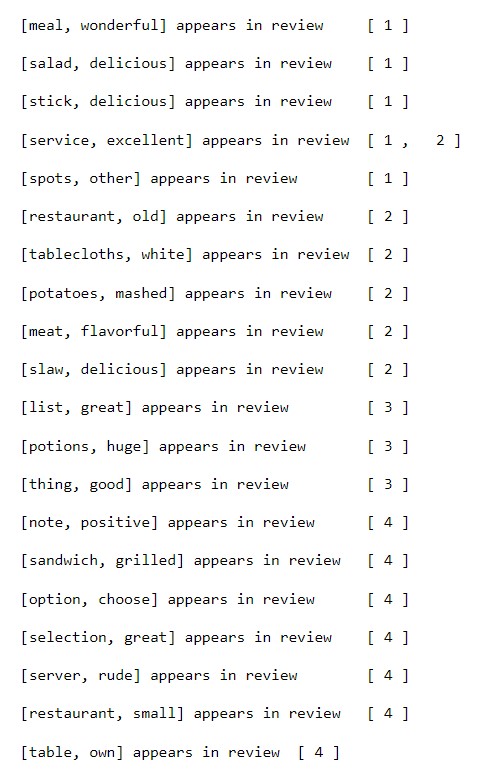 [meal, wonderful] appears in review [ 1 ]
[salad, delicious] appears in review [ 1 ]
[stick, delicious] appears in review [ 1 ]
[service, excellent] appears in review [ 1 , 2 ]
[spots, other] appears in review [ 1 ]
[restaurant, old] appears in review [ 2 ]
[tablecloths, white] appears in review [ 2 ]
[potatoes, mashed] appears in review [ 2 ]
[meat, flavorful] appears in review [ 2 ]
[slaw, delicious] appears in review [ 2 ]
[list, great] appears in review [ 3 ]
[potions, huge] appears in review [ 3 ]
[thing, good] appears in review [ 3 ]
[note, positive] appears in review [ 4 ]
[sandwich, grilled] appears in review [ 4 ]
[option, choose] appears in review [ 4 ]
[selection, great] appears in review [ 4 ]
[server, rude] appears in review [ 4 ]
[restaurant, small] appears in review [ 4 ]
[table, own] appears in review [ 4 ]